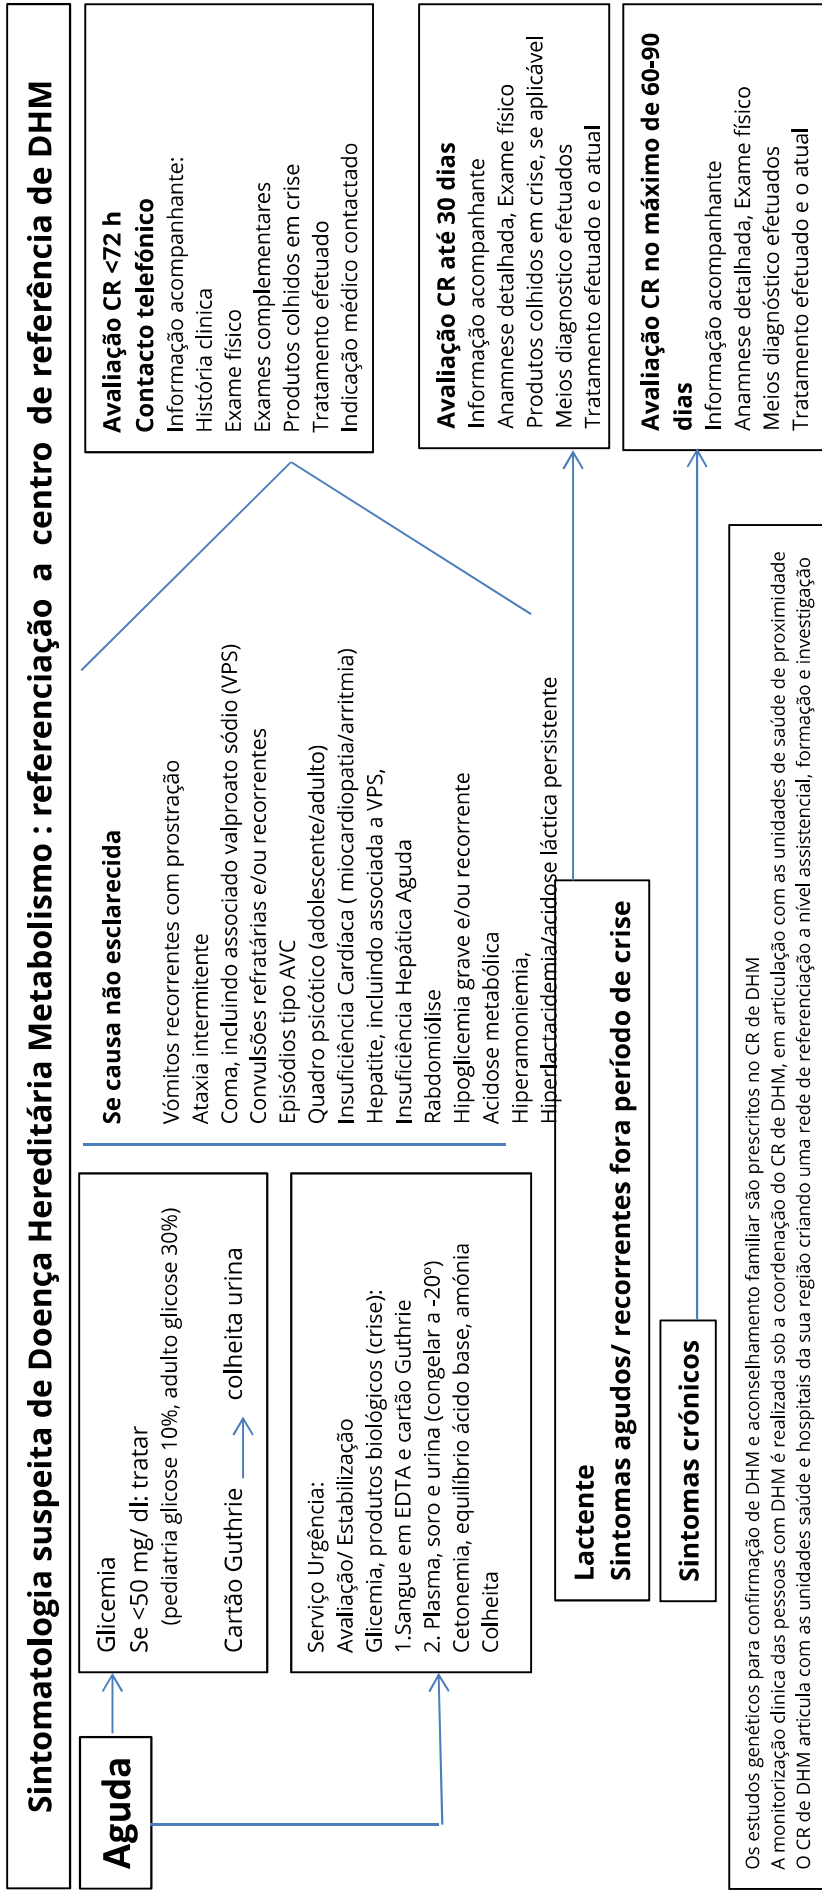 Sintomatologia suspeita de Doença Hereditária Metabolismo : referenciação a centro de referência de DHM
Aguda
Glicemia
Se <50 mg/ dl: tratar
(pediatria glicose 10%, adulto glicose 30%)
Cartão Guthrie colheita urina
Serviço Urgência:
Avaliação/ Estabilização
Glicemia, produtos biológicos (crise):
1.Sangue em EDTA e cartão Guthrie
2. Plasma, soro e urina (congelar a -20º)
Cetonemia, equilíbrio ácido base, amónia
Colheita
Se causa não esclarecida
Vómitos recorrentes com prostração
Ataxia intermitente
Coma, incluindo associado valproato sódio (VPS)
Convulsões refratárias e/ou recorrentes
Episódios tipo AVC
Quadro psicótico (adolescente/adulto)
Insuficiência Cardíaca ( miocardiopatia/arritmia)
Hepatite, incluindo associada a VPS,
Insuficiência Hepática Aguda
Rabdomiólise
Hipoglicemia grave e/ou recorrente
Acidose metabólica
Hiperamoniemia,
Hiperlactacidemia/acidose láctica persistente
Avaliação CR <72 h
Contacto telefónico
Informação acompanhante:
História clinica
Exame físico
Exames complementares
Produtos colhidos em crise
Tratamento efetuado
Indicação médico contactado
Lactente
Sintomas agudos/ recorrentes fora período de crise
Avaliação CR até 30 dias
Informação acompanhante
Anamnese detalhada, Exame físico
Produtos colhidos em crise, se aplicável
Meios diagnostico efetuados
Tratamento efetuado e o atual
Sintomas crónicos
Avaliação CR no máximo de 60-90
dias
Informação acompanhante
Anamnese detalhada, Exame físico
Meios diagnóstico efetuados
Tratamento efetuado e o atual
Os estudos genéticos para confirmação de DHM e aconselhamento familiar são prescritos no CR de DHM
A monitorização clinica das pessoas com DHM é realizada sob a coordenação do CR de DHM, em articulação com as unidades de saúde de proximidade
O CR de DHM articula com as unidades saúde e hospitais da sua região criando uma rede de referenciação a nível assistencial, formação e investigação